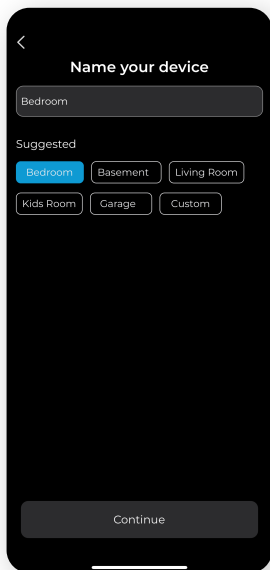 Name your device
Bedroom
Suggested
Bedroom Basement Living Room
Kids Room Garage Custom
Continue